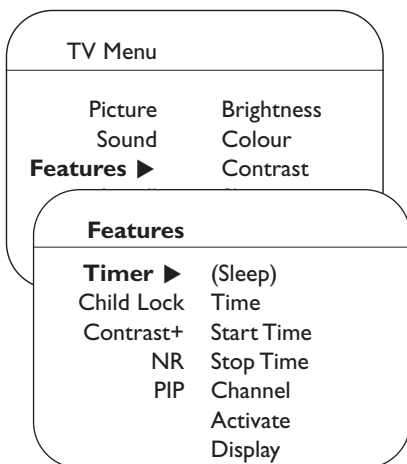 TV Menu
Picture Brightness
Sound Colour
Features ▶ Contrast
Features
Timer ▶ (Sleep)
Child Lock Time
Contrast+ Start Time
NR Stop Time
PIP Channel
Activate
Display